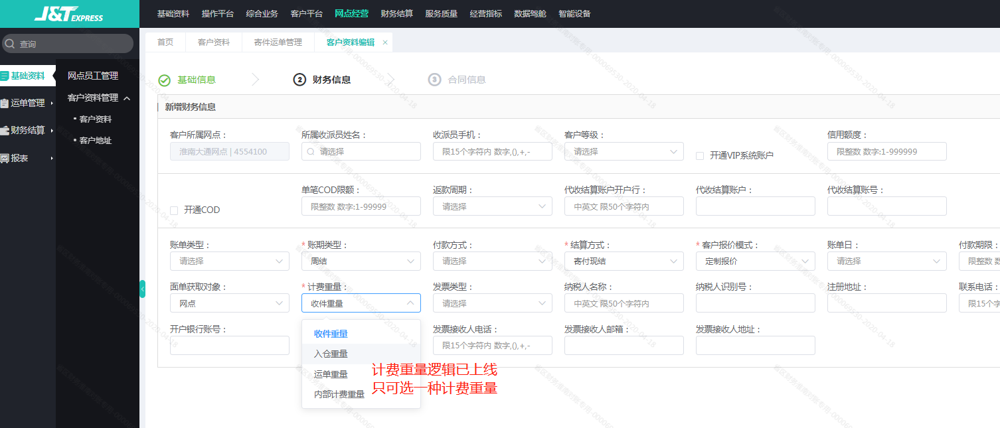 J&T EXPRESS
基础资料 操作平台 综合业务 客户平台 网点经营 财务结算 服务质量 经营指标 数据驾舱 智能设备
查询
首页 客户资料 寄件运单管理 客户资料编辑 ×
基础资料
运单管理
财务结算
报表
网点员工管理
客户资料管理
• 客户资料
• 客户地址
基础信息 2 财务信息 3 合同信息
新增财务信息
客户所属网点： 所属收派员姓名： 收派员手机： 客户等级： 信用额度：
淮南大通网点 | 4554100 请选择 限15个字符内 数字,(),+,- 请选择 开通VIP系统账户 限整数 数字:1-999999
单笔COD限额： 返款周期： 代收结算账户开户行： 代收结算账户： 代收结算账号：
开通COD 限整数 数字:1-99999 请选择 中英文 限50个字符内
账单类型： * 账期类型： 付款方式： * 结算方式： * 客户报价模式： 账单日： 付款期限：
请选择 周结 请选择 寄付现结 定制报价 请选择 限整数 数
面单获取对象： * 计费重量： 发票类型： 纳税人名称： 纳税人识别号： 注册地址： 联系电话：
网点 收件重量 请选择 中英文 限50个字符内 限15个字
开户银行账号： 发票接收人电话： 发票接收人邮箱： 发票接收人地址：
限15个字符内 数字,(),+,-
收件重量
入仓重量
运单重量
内部计费重量
计费重量逻辑已上线
只可选一种计费重量